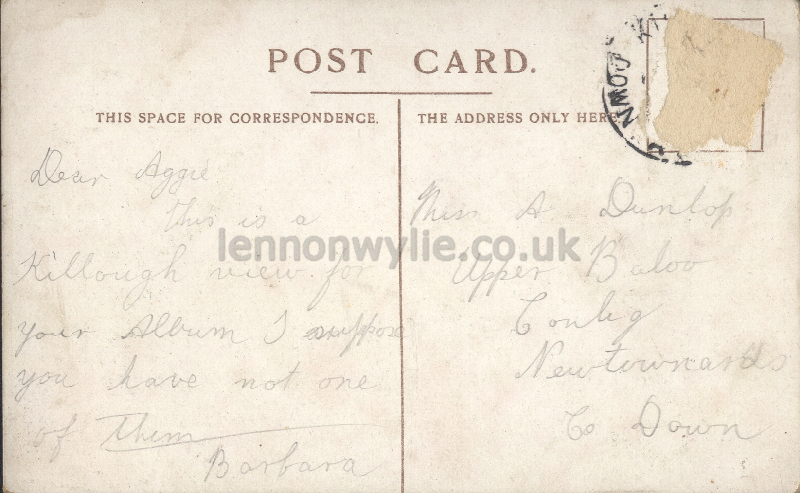 POST CARD.
THIS SPACE FOR CORRESPONDENCE.
THE ADDRESS ONLY HERE
Dear Aggie
This is a
Killough view for
your Album I suppose
you have not one
of Them
Barbara
Miss A Dunlop
Upper Baloo
Conlig
Newtownards
Co Down
lennonwylie.co.uk
CO. DOWN